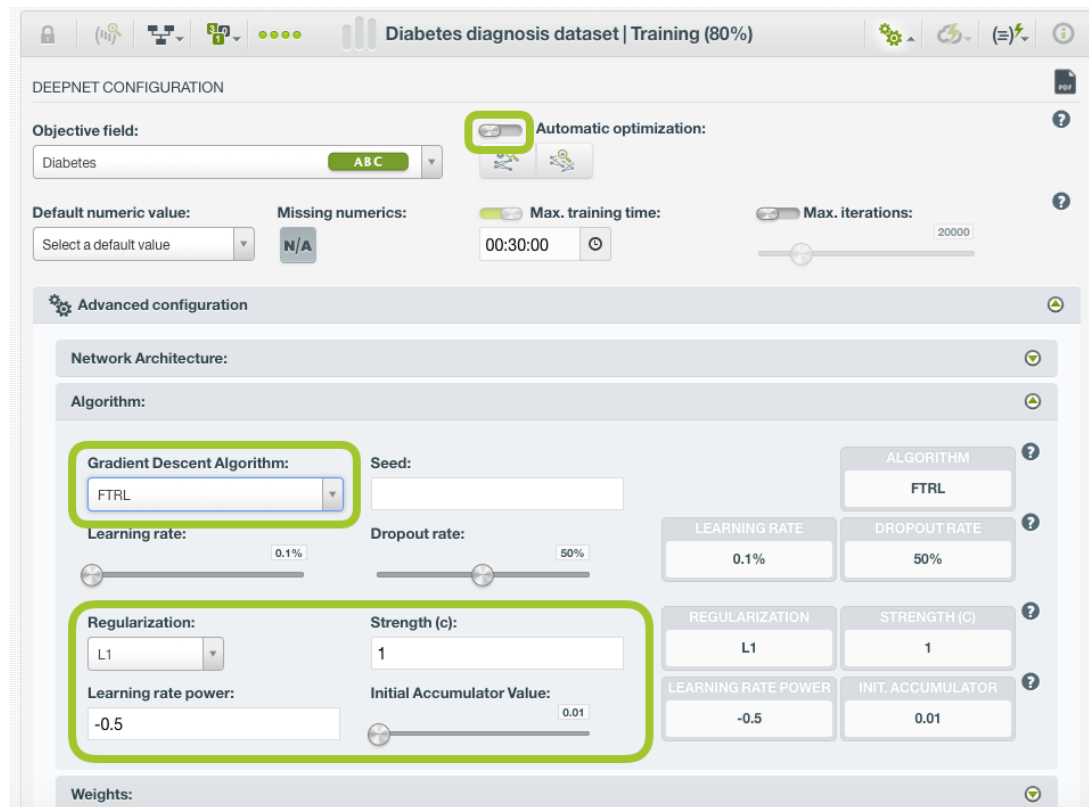 Diabetes diagnosis dataset | Training (80%)
DEEPNET CONFIGURATION
PDF
Objective field:
Automatic optimization:
Diabetes
ABC
Default numeric value:
Missing numerics:
Max. training time:
Max. iterations:
Select a default value
N/A
00:30:00
20000
Advanced configuration
Network Architecture:
Algorithm:
Gradient Descent Algorithm:
Seed:
ALGORITHM
FTRL
FTRL
Learning rate:
Dropout rate:
LEARNING RATE
DROPOUT RATE
0.1%
50%
0.1%
50%
Regularization:
Strength (c):
REGULARIZATION
STRENGTH (C)
L1
1
L1
1
Learning rate power:
Initial Accumulator Value:
LEARNING RATE POWER
INIT. ACCUMULATOR
-0.5
0.01
-0.5
0.01
Weights: